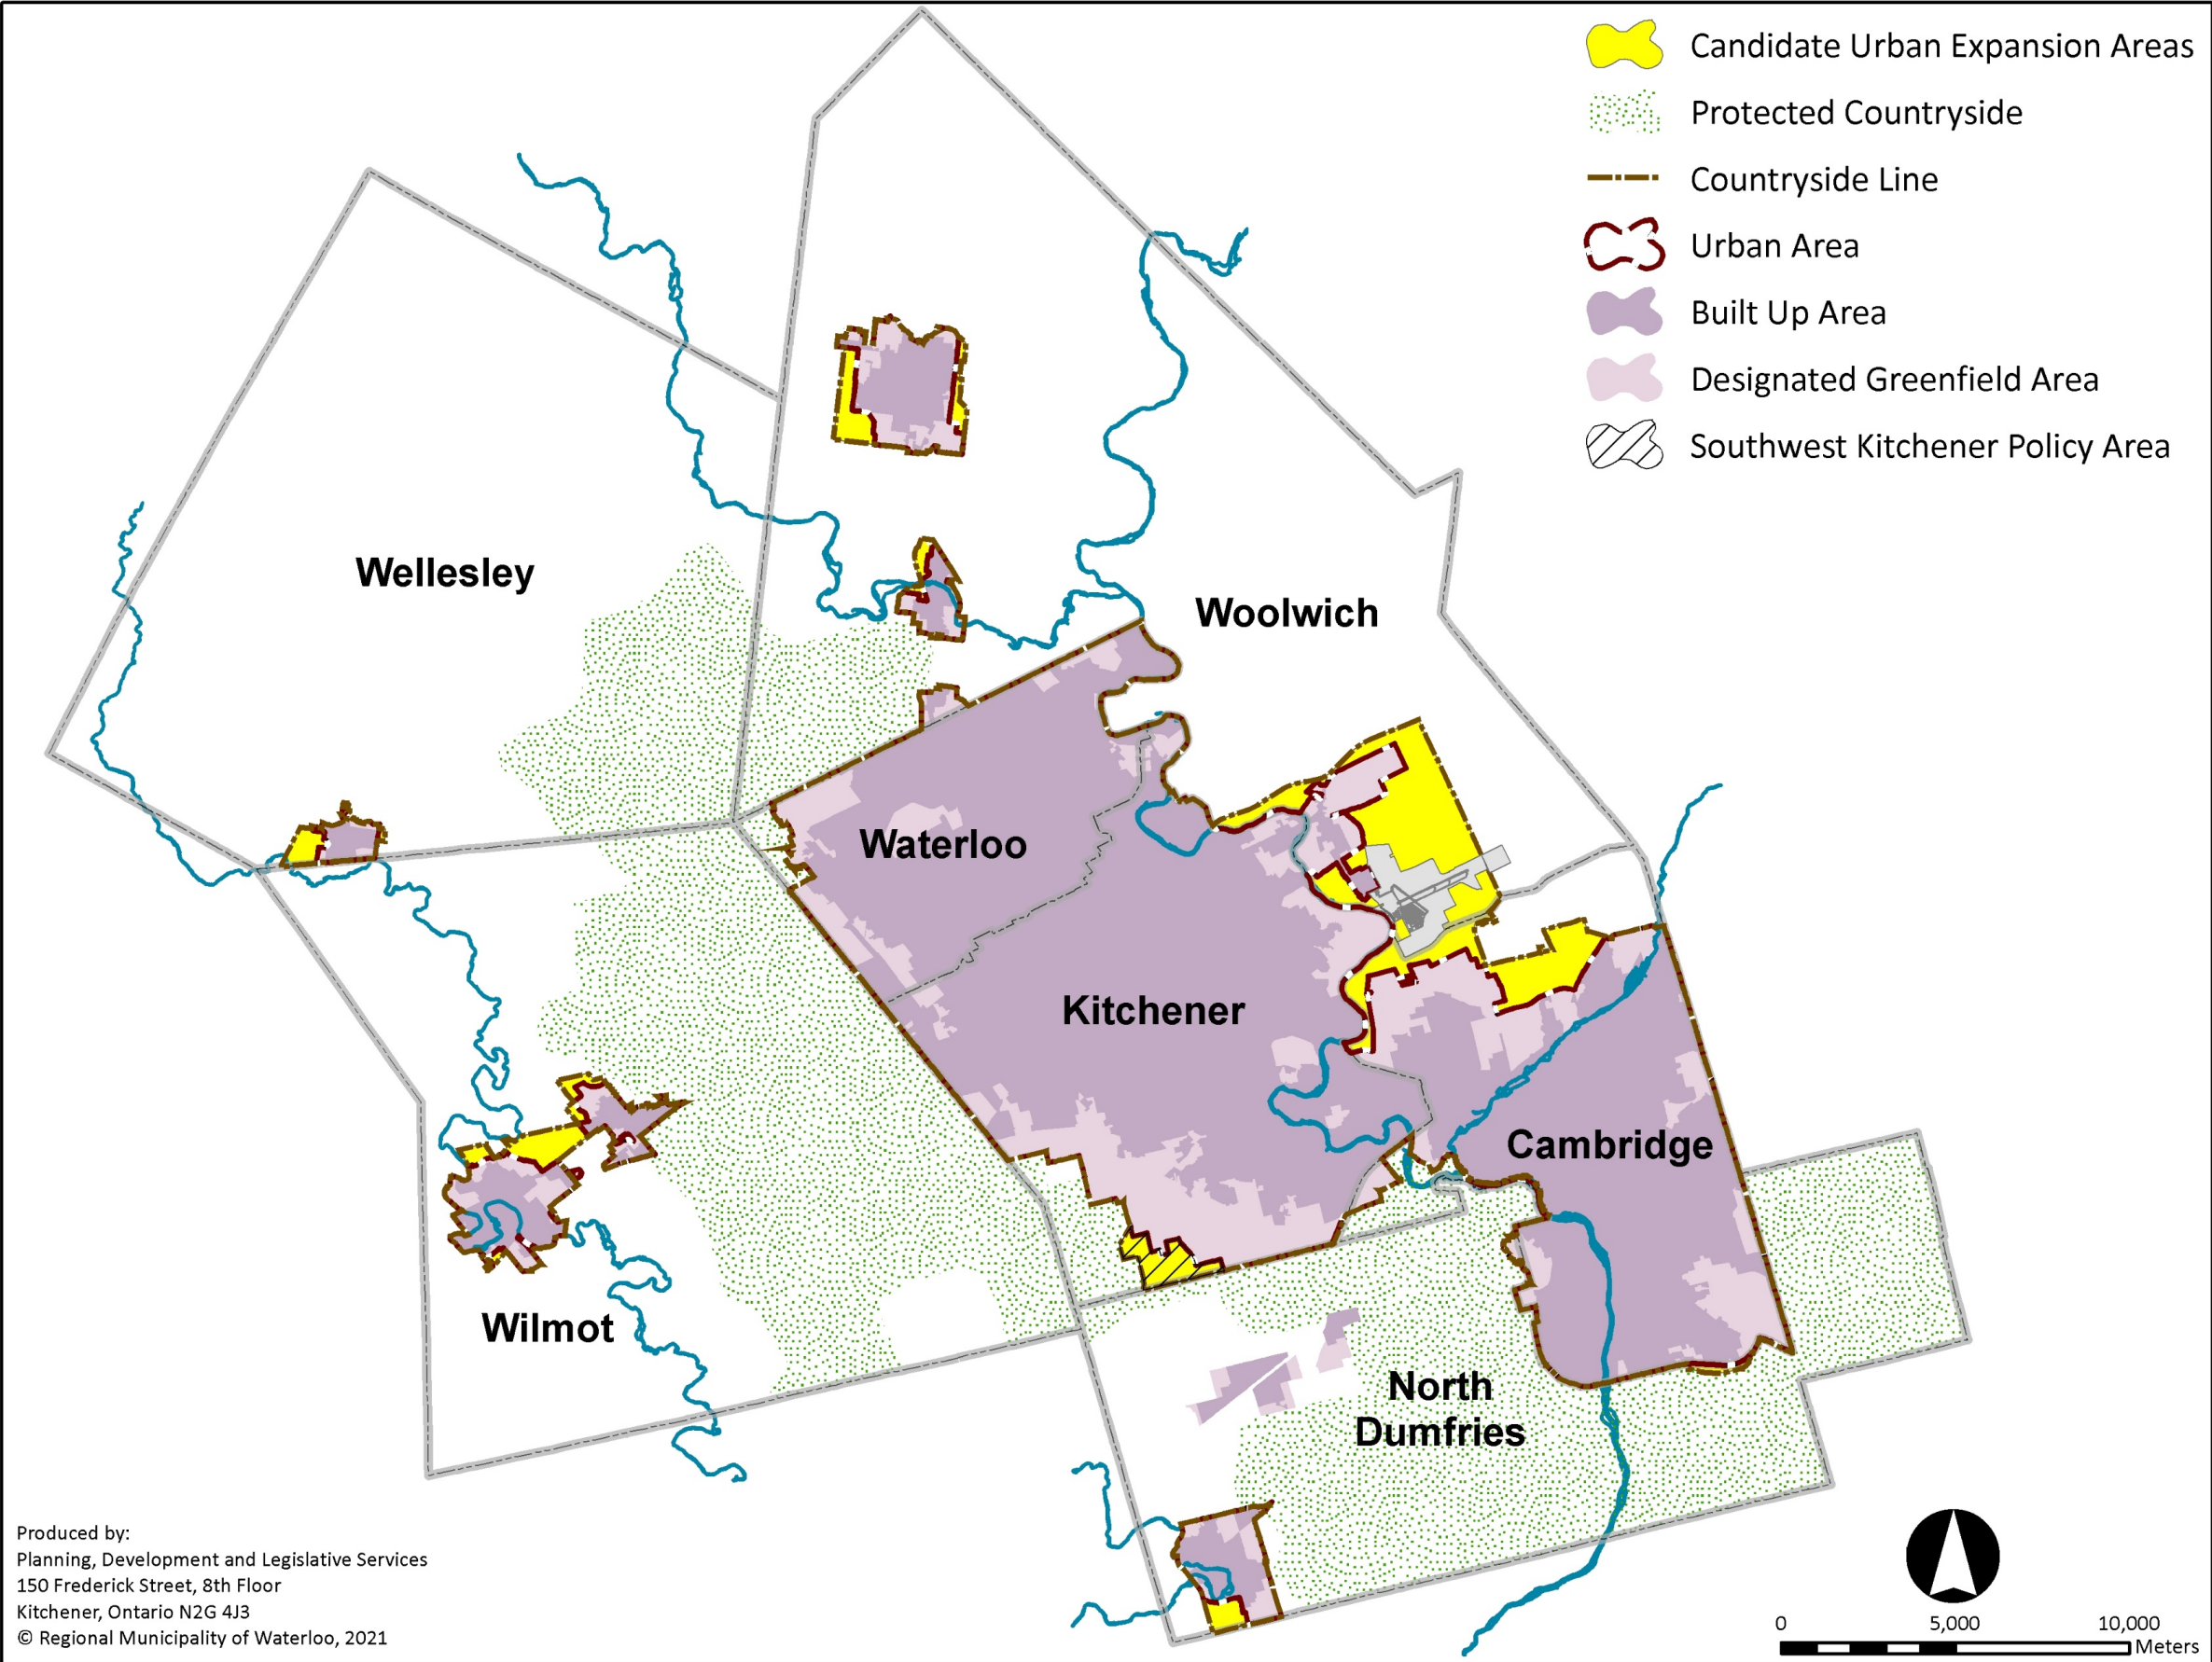 Candidate Urban Expansion Areas
Protected Countryside
Countryside Line
Urban Area
Built Up Area
Designated Greenfield Area
Southwest Kitchener Policy Area
Wellesley
Woolwich
Waterloo
Kitchener
Cambridge
Wilmot
North
Dumfries
Produced by:
Planning, Development and Legislative Services
150 Frederick Street, 8th Floor
Kitchener, Ontario N2G 4J3
© Regional Municipality of Waterloo, 2021
0 5,000 10,000
Meters